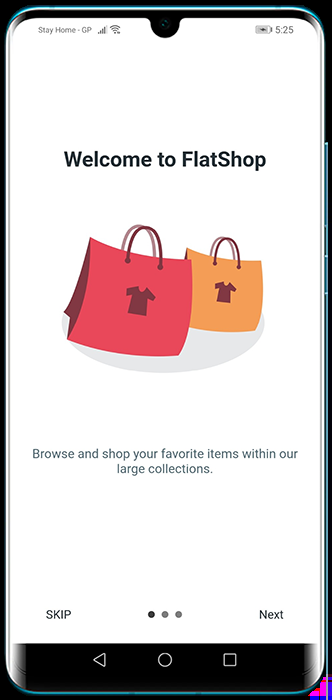 Stay Home - GP
5:25
Welcome to FlatShop
Browse and shop your favorite items within our
large collections.
SKIP
Next